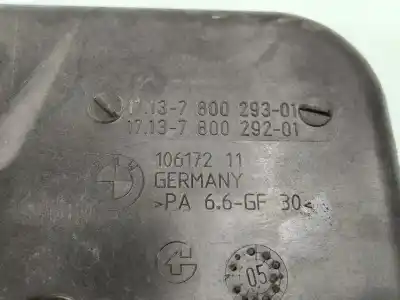 17.13-7 800 293-01
17.13-7 800 292-01
106172 11
GERMANY
>PA 6.6-GF 30<
05